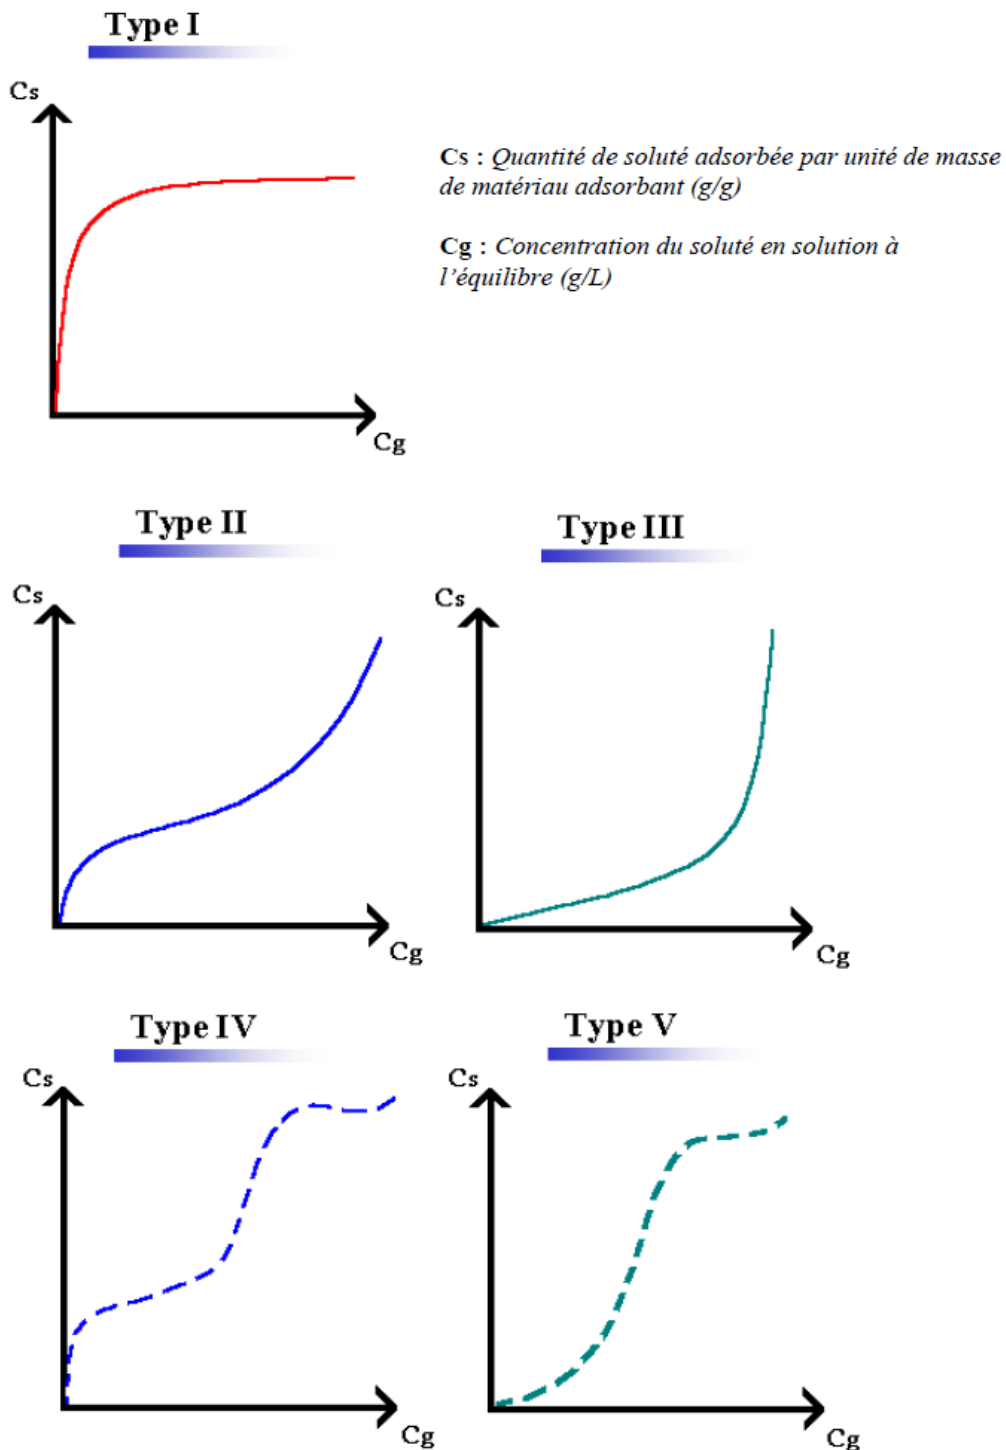 Type I
Cs
Cs : Quantité de soluté adsorbée par unité de masse
de matériau adsorbant (g/g)
Cg : Concentration du soluté en solution à
l'équilibre (g/L)
Cg
Type II
Type III
Cs
Cs
Cg
Cg
Type IV
Type V
Cs
Cs
Cg
Cg